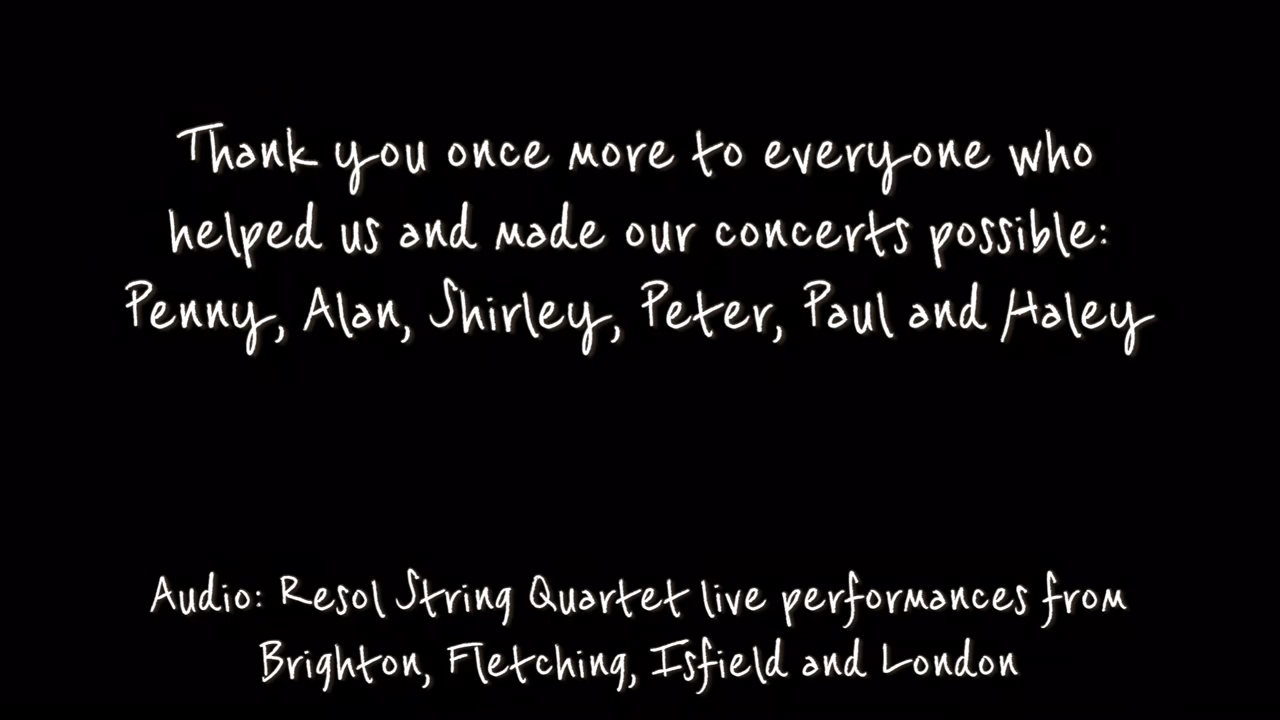 Thank you once more to everyone who
helped us and made our concerts possible:
Penny, Alan, Shirley, Peter, Paul and Haley
Audio: Resol String Quartet live performances from
Brighton, Fletching, Isfield and London